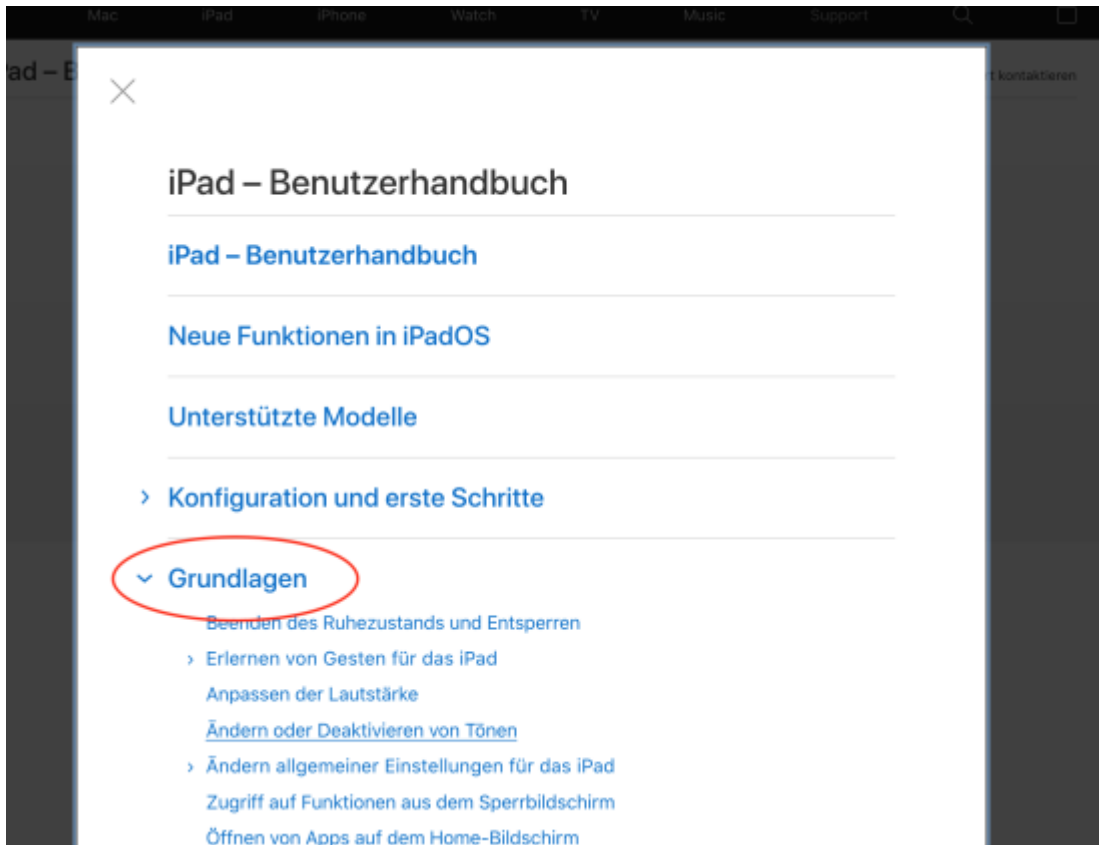 Mac iPad iPhone Watch TV Music Support
Pad – B
t kontaktieren
iPad – Benutzerhandbuch
iPad – Benutzerhandbuch
Neue Funktionen in iPadOS
Unterstützte Modelle
Konfiguration und erste Schritte
Grundlagen
Beenden des Ruhezustands und Entsperren
Erlernen von Gesten für das iPad
Anpassen der Lautstärke
Ändern oder Deaktivieren von Tönen
Ändern allgemeiner Einstellungen für das iPad
Zugriff auf Funktionen aus dem Sperrbildschirm
Öffnen von Apps auf dem Home-Bildschirm